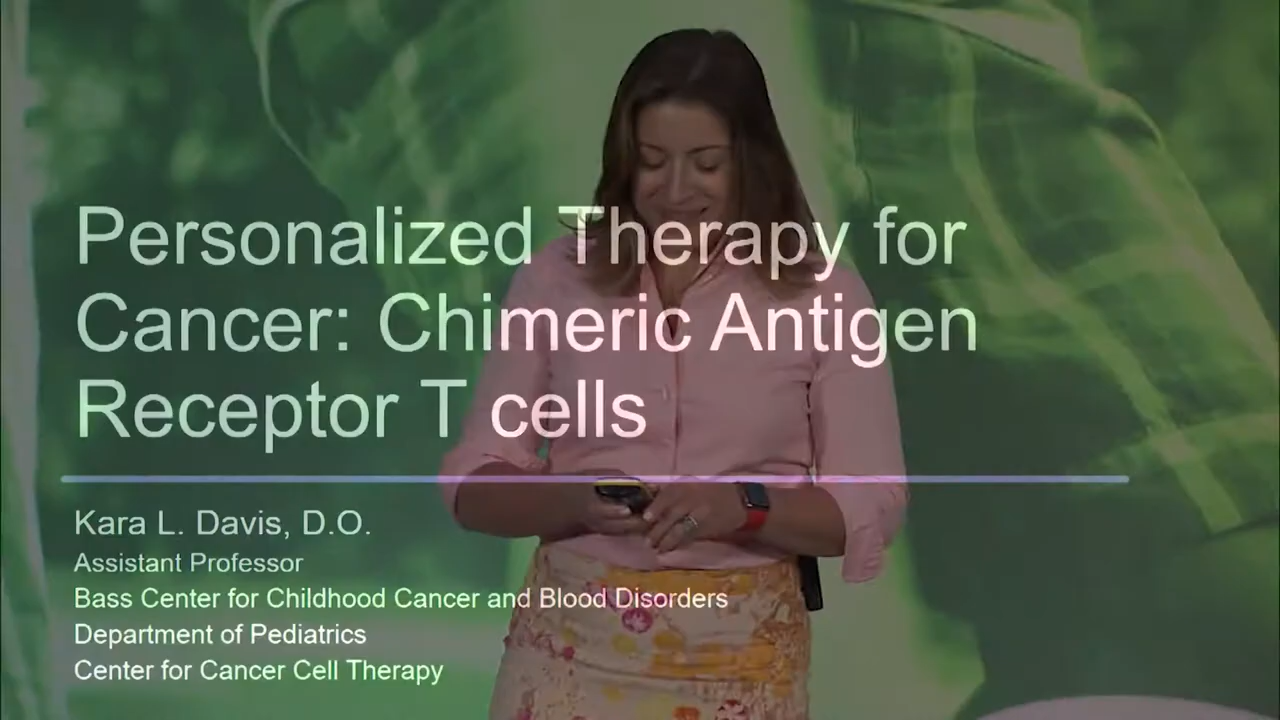 Personalized Therapy for
Cancer: Chimeric Antigen
Receptor T cells
Kara L. Davis, D.O.
Assistant Professor
Bass Center for Childhood Cancer and Blood Disorders
Department of Pediatrics
Center for Cancer Cell Therapy